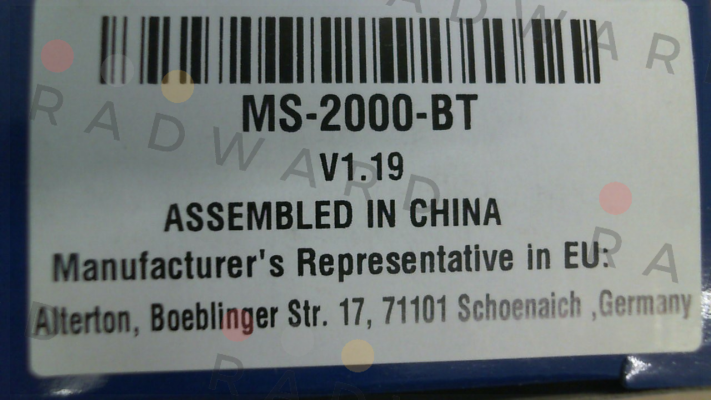 MS-2000-BT
V1.19
ASSEMBLED IN CHINA
Manufacturer's Representative in EU:
Alterton, Boeblinger Str. 17, 71101 Schoenaich ,Germany
RADWARD